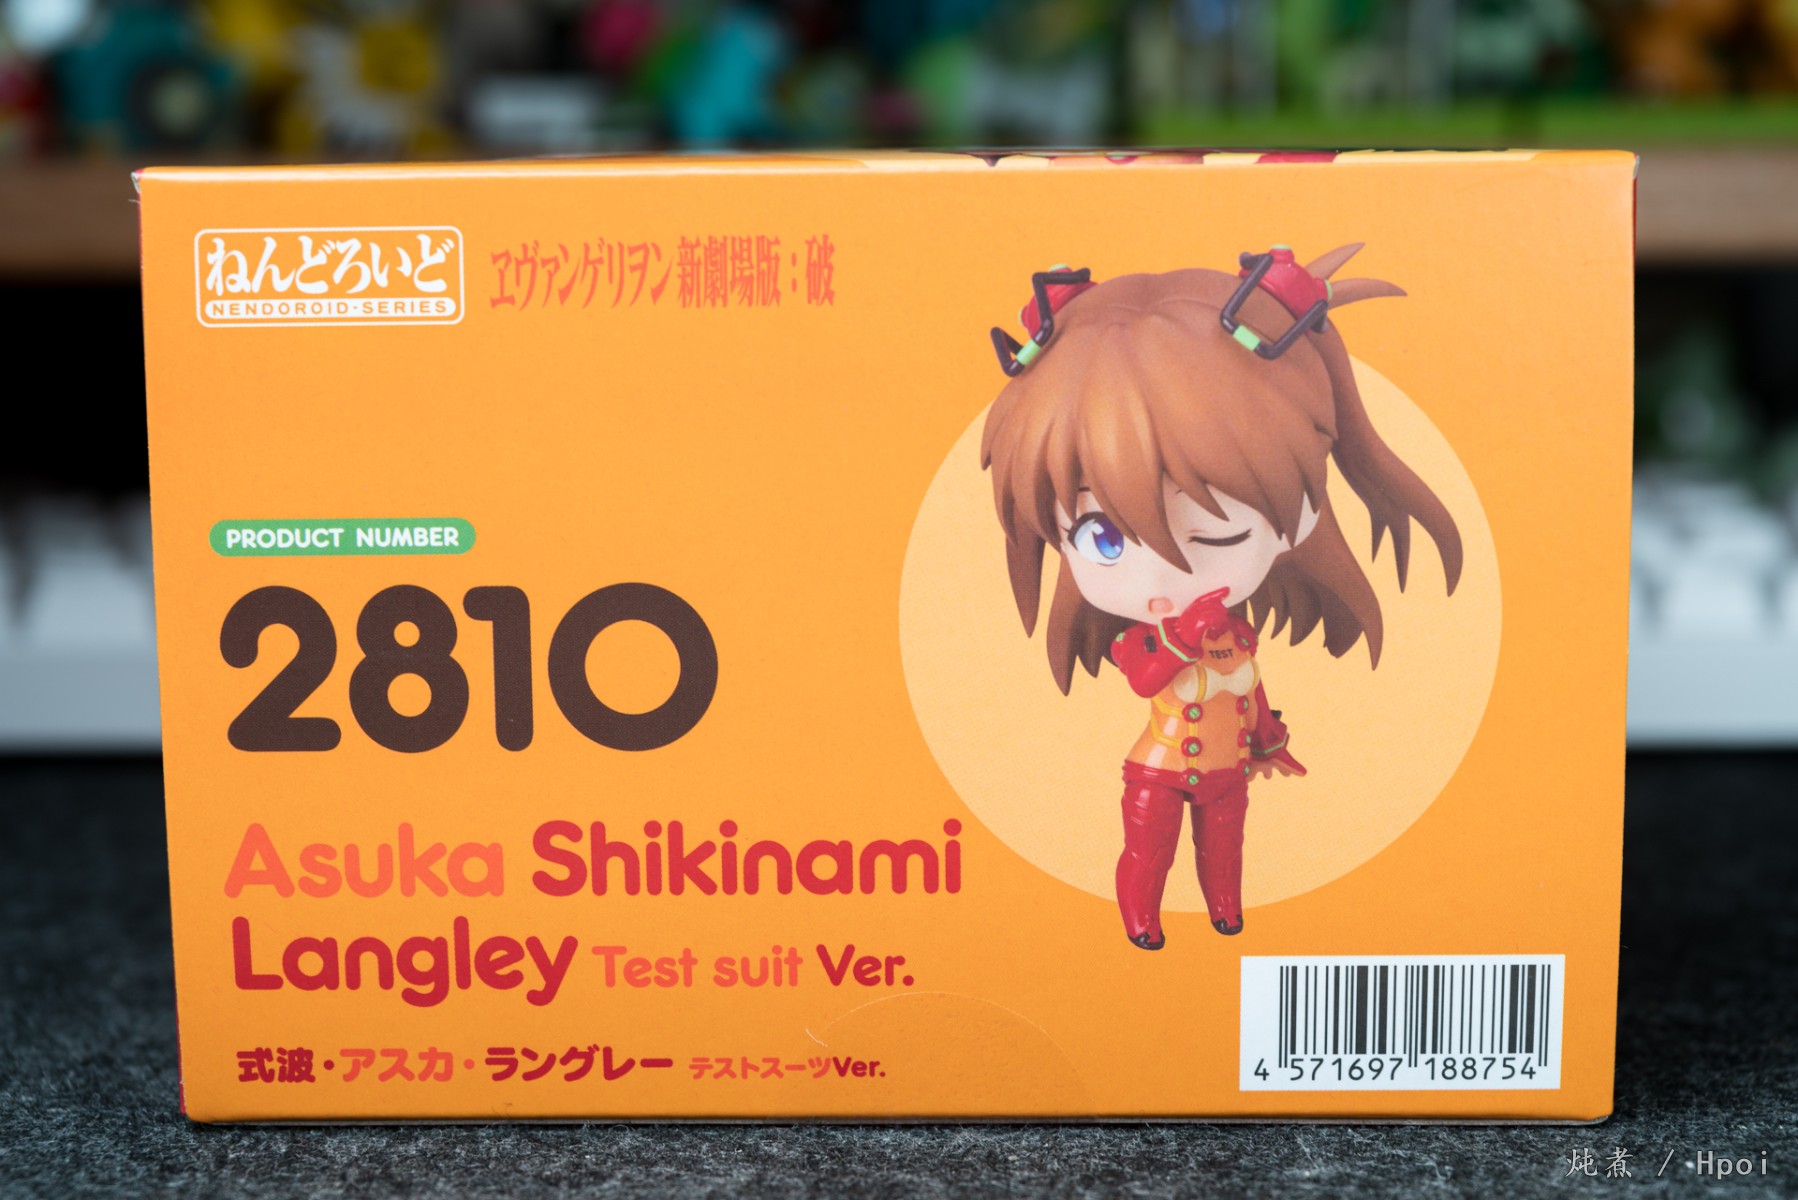 ねんどろいど
NENDOROID·SERIES
ヱヴァンゲリヲン新劇場版：破
PRODUCT NUMBER
2810
TEST
Asuka Shikinami
Langley Test suit Ver.
式波・アスカ・ラングレー テストスーツVer.
4 571697 188754
炖煮 / Hpoi